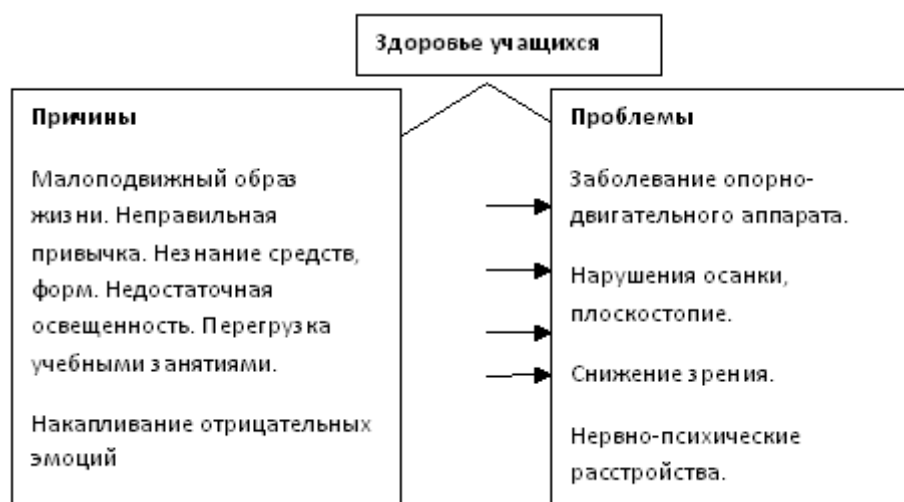 Здоровье учащихся
Причины
Малоподвижный образ
жизни. Неправильная
привычка. Незнание средств,
форм. Недостаточная
освещенность. Перегрузка
учебными занятиями.
Накапливание отрицательных
эмоций
Проблемы
Заболевание опорно-
двигательного аппарата.
Нарушения осанки,
плоскостопие.
Снижение зрения.
Нервно-психические
расстройства.